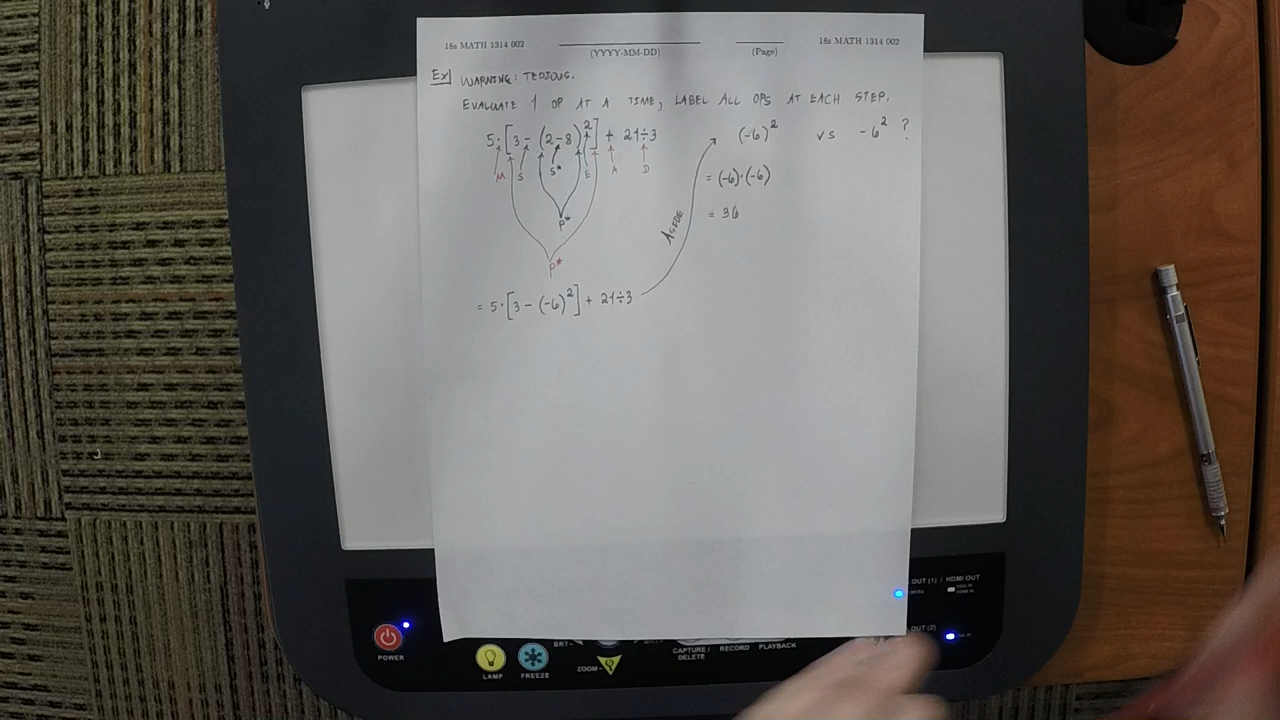 18s MATH 1314 002 (YYYY-MM-DD) (Page) 18s MATH 1314 002
Ex WARNING: TEDIOUS.
EVALUATE 1 OP AT A TIME, LABEL ALL OPS AT EACH STEP.
5·[3-(2-8)²]+21÷3
M S S* E A D
P*
P*
= 5·[3-(-6)²]+21÷3
ASIDE
(-6)² vs -6² ?
= (-6)·(-6)
= 36
POWER
LAMP
FREEZE
BRT-
ZOOM-
CAPTURE / DELETE
RECORD
PLAYBACK
OUT (1) / HDMI OUT
OUT (2)